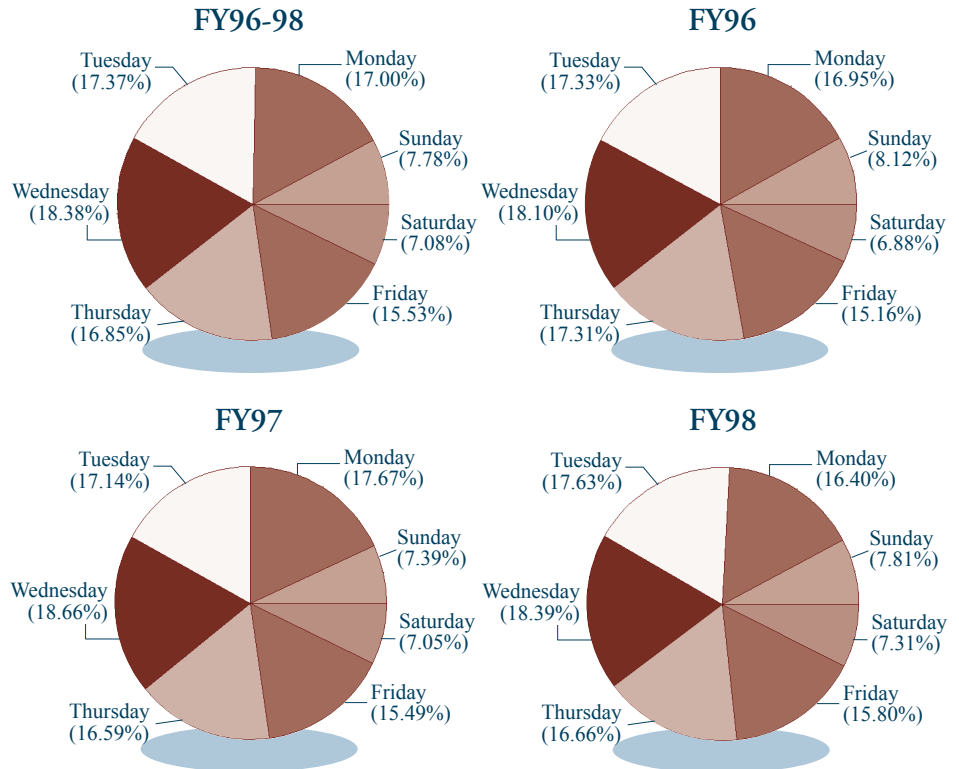 FY96-98
Tuesday
(17.37%)
Monday
(17.00%)
Sunday
(7.78%)
Wednesday
(18.38%)
Saturday
(7.08%)
Thursday
(16.85%)
Friday
(15.53%)
FY96
Tuesday
(17.33%)
Monday
(16.95%)
Sunday
(8.12%)
Wednesday
(18.10%)
Saturday
(6.88%)
Thursday
(17.31%)
Friday
(15.16%)
FY97
Tuesday
(17.14%)
Monday
(17.67%)
Sunday
(7.39%)
Wednesday
(18.66%)
Saturday
(7.05%)
Thursday
(16.59%)
Friday
(15.49%)
FY98
Tuesday
(17.63%)
Monday
(16.40%)
Sunday
(7.81%)
Wednesday
(18.39%)
Saturday
(7.31%)
Thursday
(16.66%)
Friday
(15.80%)